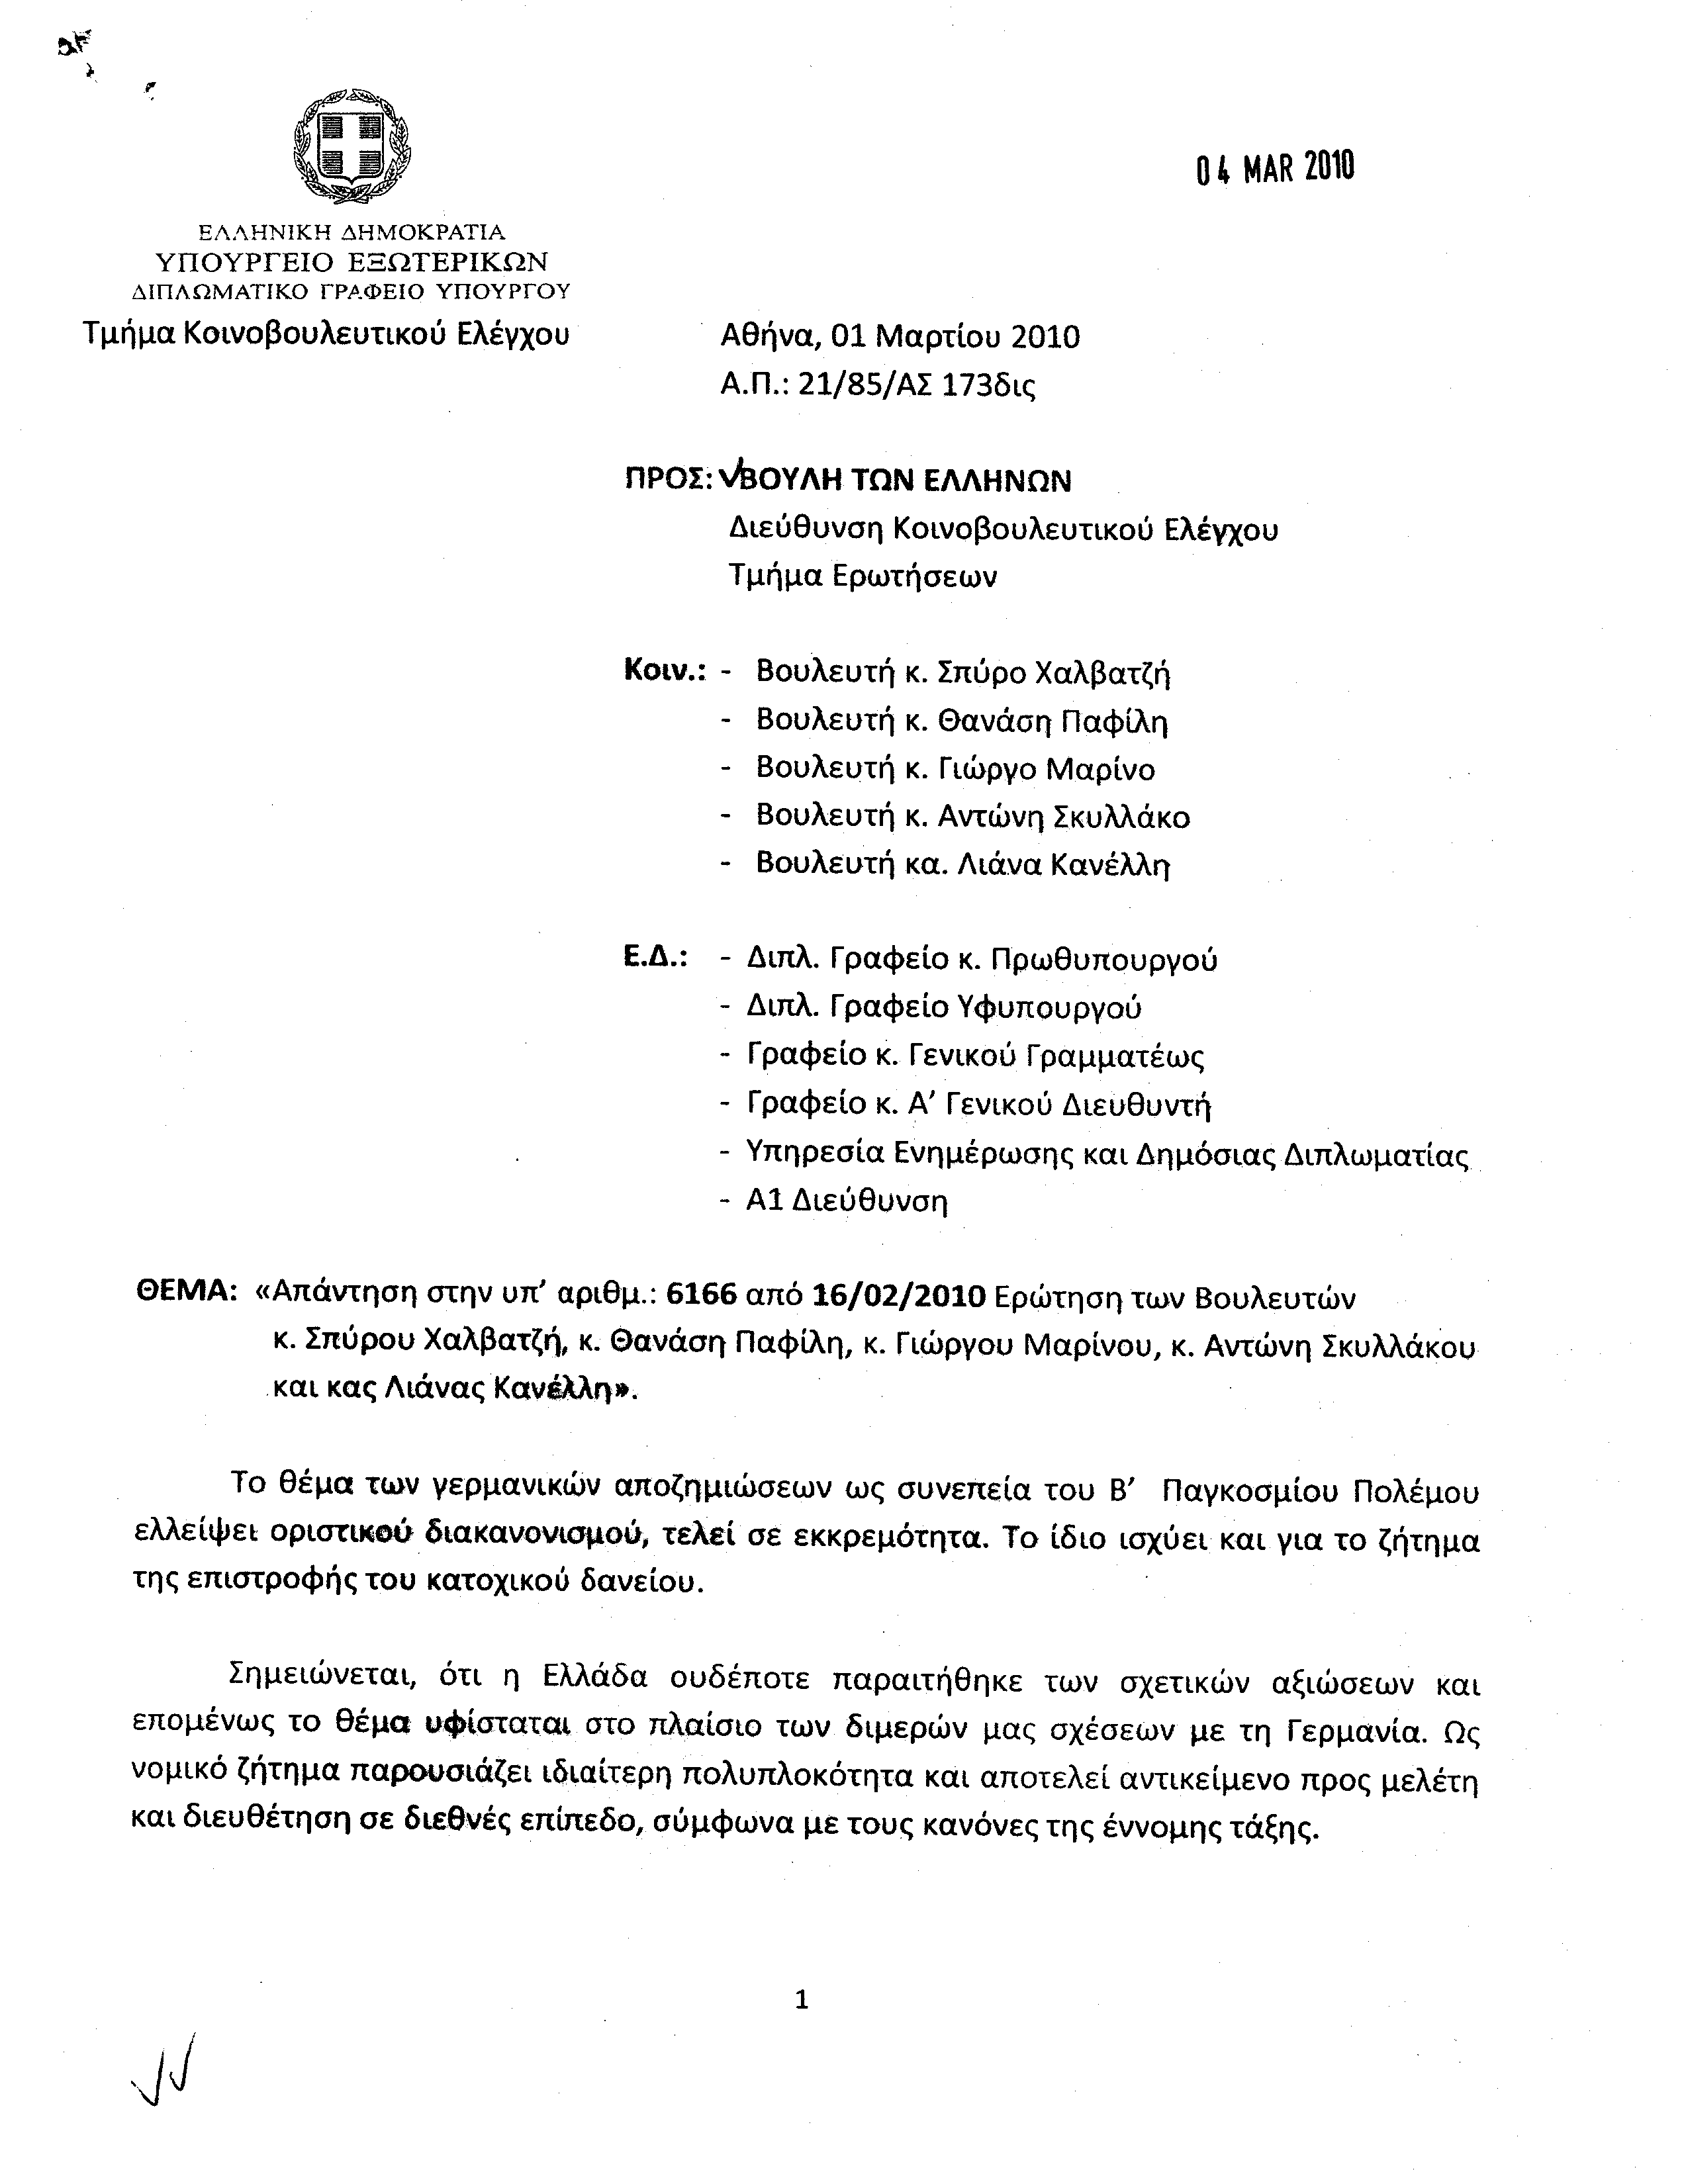 04 MAR 2010
ΕΛΛΗΝΙΚΗ ΔΗΜΟΚΡΑΤΙΑ
ΥΠΟΥΡΓΕΙΟ ΕΞΩΤΕΡΙΚΩΝ
ΔΙΠΛΩΜΑΤΙΚΟ ΓΡΑΦΕΙΟ ΥΠΟΥΡΓΟΥ
Τμήμα Κοινοβουλευτικού Ελέγχου
Αθήνα, 01 Μαρτίου 2010
Α.Π.: 21/85/ΑΣ 173δις
ΠΡΟΣ: ΒΟΥΛΗ ΤΩΝ ΕΛΛΗΝΩΝ
Διεύθυνση Κοινοβουλευτικού Ελέγχου
Τμήμα Ερωτήσεων
Κοιν.: - Βουλευτή κ. Σπύρο Χαλβατζή
- Βουλευτή κ. Θανάση Παφίλη
- Βουλευτή κ. Γιώργο Μαρίνο
- Βουλευτή κ. Αντώνη Σκυλλάκο
- Βουλευτή κα. Λιάνα Κανέλλη
Ε.Δ.: - Διπλ. Γραφείο κ. Πρωθυπουργού
- Διπλ. Γραφείο Υφυπουργού
- Γραφείο κ. Γενικού Γραμματέως
- Γραφείο κ. Α’ Γενικού Διευθυντή
- Υπηρεσία Ενημέρωσης και Δημόσιας Διπλωματίας
- Α1 Διεύθυνση
ΘΕΜΑ: «Απάντηση στην υπ’ αριθμ.: 6166 από 16/02/2010 Ερώτηση των Βουλευτών
κ. Σπύρου Χαλβατζή, κ. Θανάση Παφίλη, κ. Γιώργου Μαρίνου, κ. Αντώνη Σκυλλάκου
και κας Λιάνας Κανέλλη».
Το θέμα των γερμανικών αποζημιώσεων ως συνεπεία του Β’ Παγκοσμίου Πολέμου
ελλείψει οριστικού διακανονισμού, τελεί σε εκκρεμότητα. Το ίδιο ισχύει και για το ζήτημα
της επιστροφής του κατοχικού δανείου.
Σημειώνεται, ότι η Ελλάδα ουδέποτε παραιτήθηκε των σχετικών αξιώσεων και
επομένως το θέμα υφίσταται στο πλαίσιο των διμερών μας σχέσεων με τη Γερμανία. Ως
νομικό ζήτημα παρουσιάζει ιδιαίτερη πολυπλοκότητα και αποτελεί αντικείμενο προς μελέτη
και διευθέτηση σε διεθνές επίπεδο, σύμφωνα με τους κανόνες της έννομης τάξης.
1